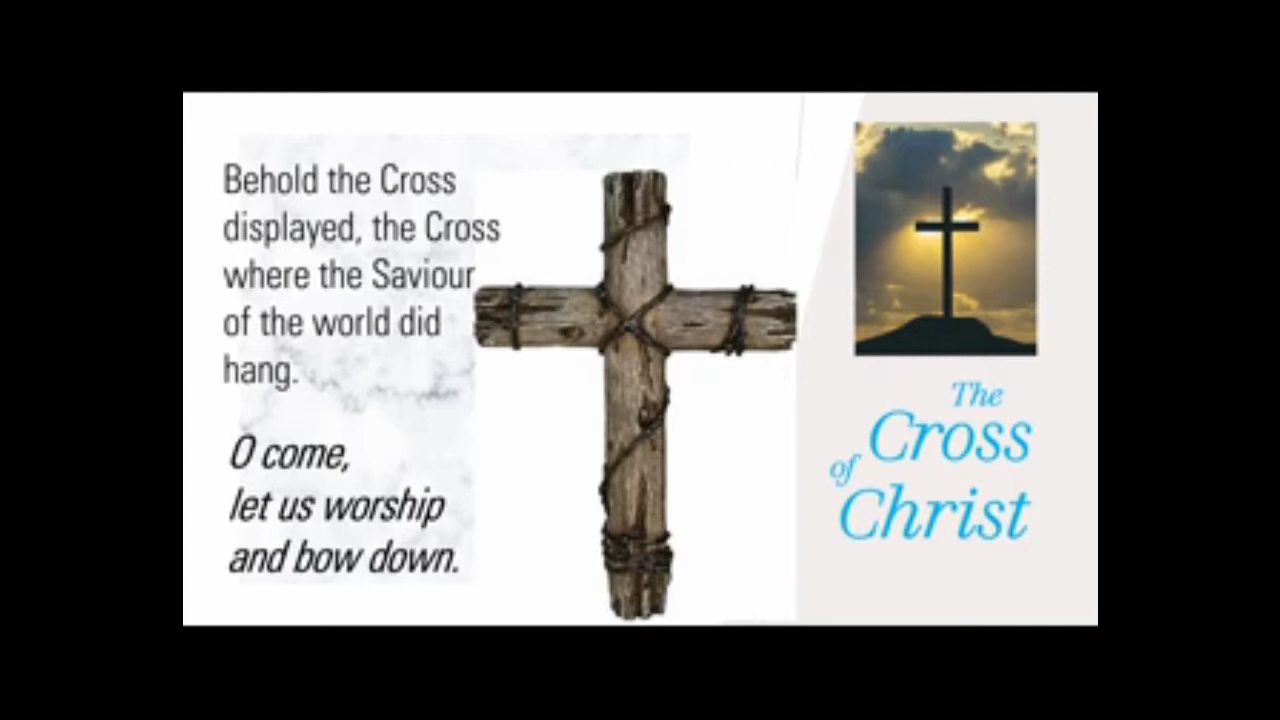 Behold the Cross
displayed, the Cross
where the Saviour
of the world did
hang.
O come,
let us worship
and bow down.
The
Cross
of
Christ